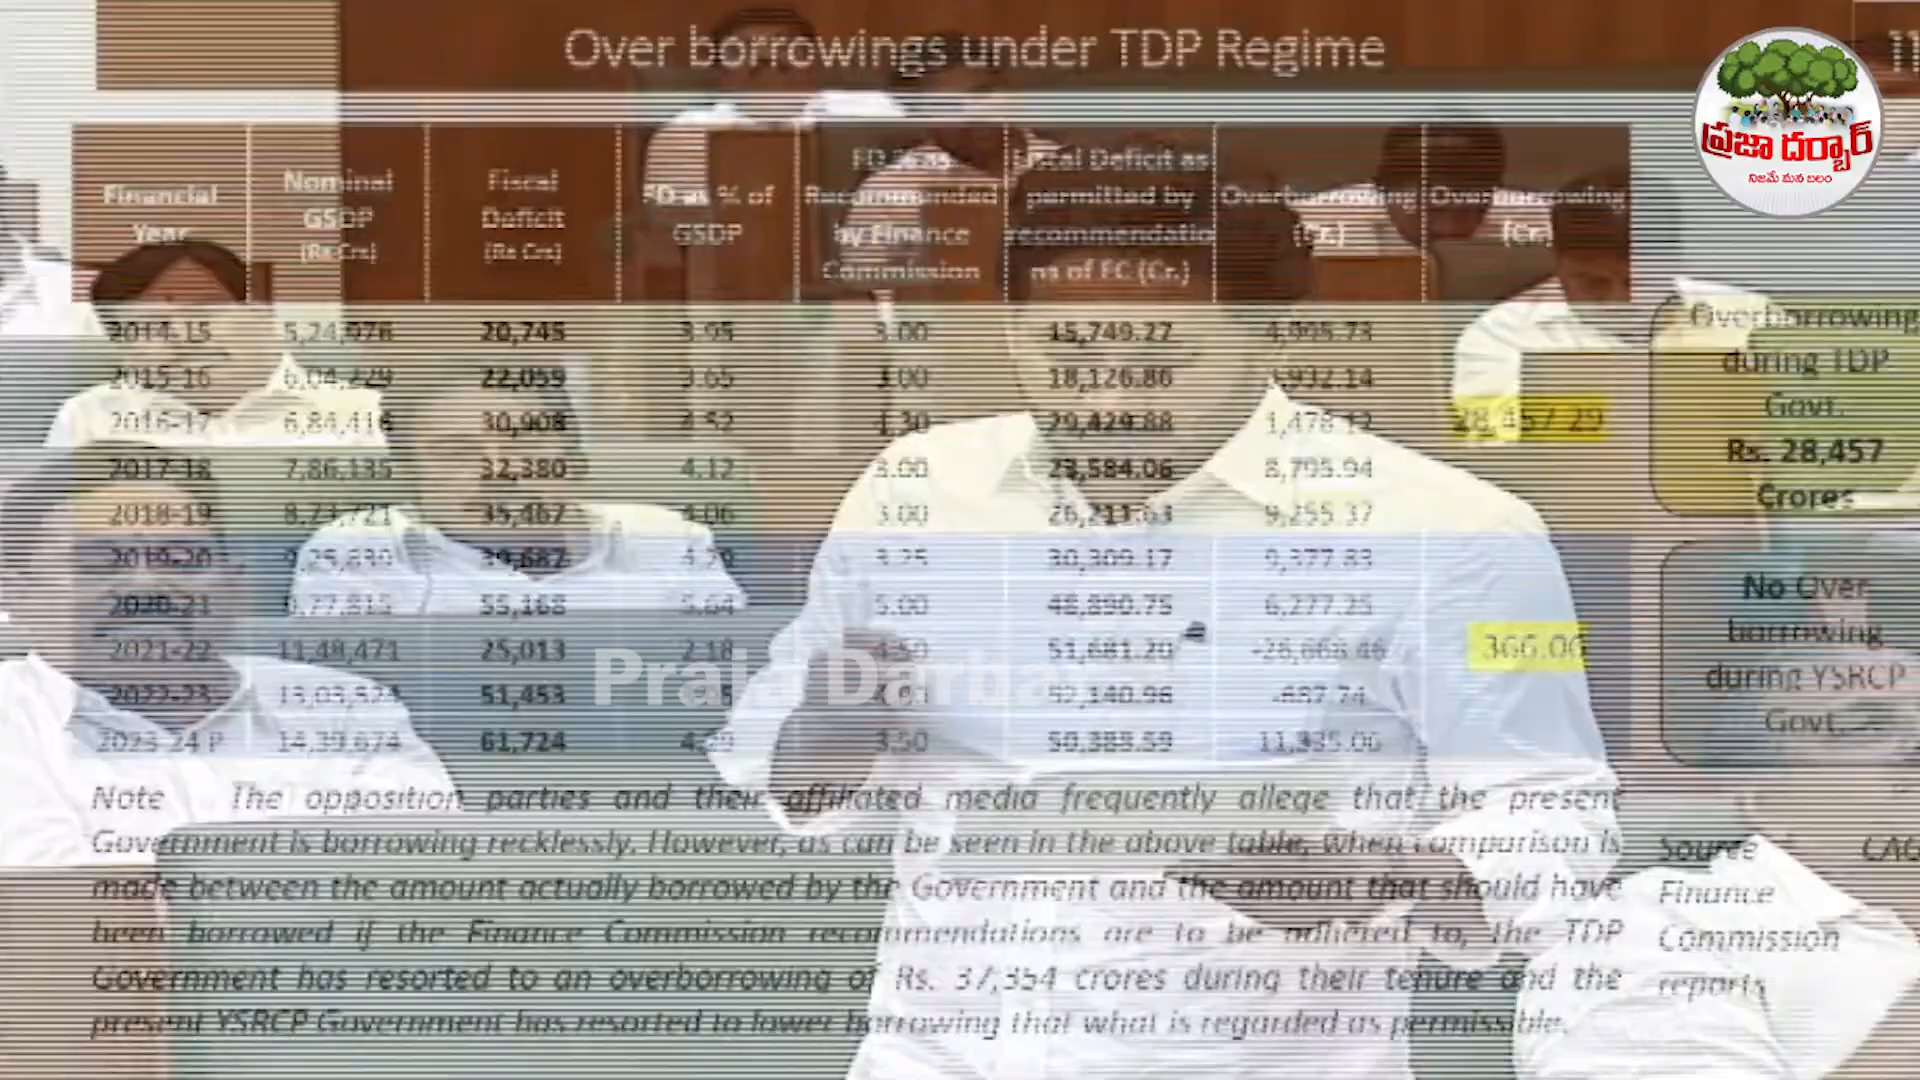 Over borrowings under TDP Regime
11
ప్రజా దర్బార్
నిజమే మన బలం
Financial Year
Nominal GSDP (Rs Crs)
Fiscal Deficit (Rs Crs)
FD as % of GSDP
FD % as Recommended by Finance Commission
Fiscal Deficit as permitted by recommendatio ns of FC (Cr.)
Overborrowing (Cr.)
Overborrowing (Cr)
2014-15 5,24,976 20,745 3.95 3.00 15,749.27 4,995.73
2015-16 6,04,229 22,059 3.65 3.00 18,126.86 3,932.14
2016-17 6,84,416 30,908 4.52 4.30 29,429.88 1,478.12 28,457.29
2017-18 7,86,135 32,380 4.12 3.00 23,584.06 8,795.94
2018-19 8,73,721 35,467 4.06 3.00 26,211.63 9,255.37
2019-20 9,25,839 39,687 4.29 3.25 30,309.17 9,377.83
2020-21 9,77,815 55,168 5.64 5.00 48,890.75 6,277.25
2021-22 11,48,471 25,013 2.18 4.50 51,681.20 -26,668.46 366.06
2022-23 13,03,524 51,453 52,140.96 -687.74
2023-24 P 14,39,674 61,724 4.29 3.50 50,388.59
Overborrowing
during TDP
Govt.
Rs. 28,457
Crores
No Over
borrowing
during YSRCP
Govt.
Praja Darba
Note The opposition parties and their affiliated media frequently allege that the present
Government is borrowing recklessly. However, as can be seen in the above table, when comparison is
made between the amount actually borrowed by the Government and the amount that should have
been borrowed if the Finance Commission recommendations are to be adhered to, the TDP
Government has resorted to an overborrowing of Rs. 37,354 crores during their tenure and the
present YSRCP Government has resorted to lower borrowing that what is regarded as permissible.
Source CAG
Finance
Commission
reports